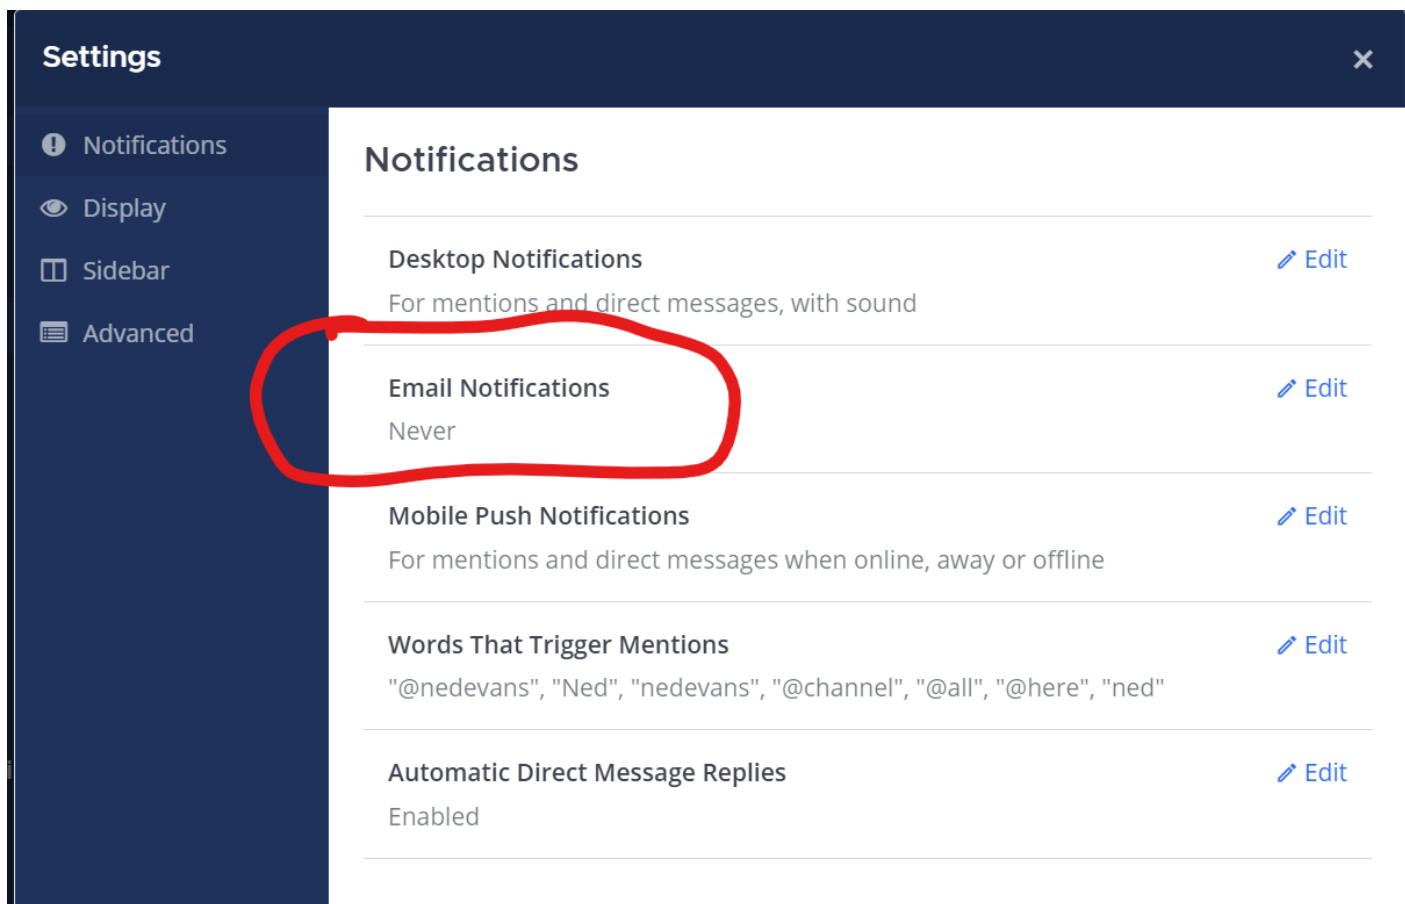 Settings
Notifications
Display
Sidebar
Advanced
Notifications
Desktop Notifications
Edit
For mentions and direct messages, with sound
Email Notifications
Edit
Never
Mobile Push Notifications
Edit
For mentions and direct messages when online, away or offline
Words That Trigger Mentions
Edit
"@nedevans", "Ned", "nedevans", "@channel", "@all", "@here", "ned"
Automatic Direct Message Replies
Edit
Enabled